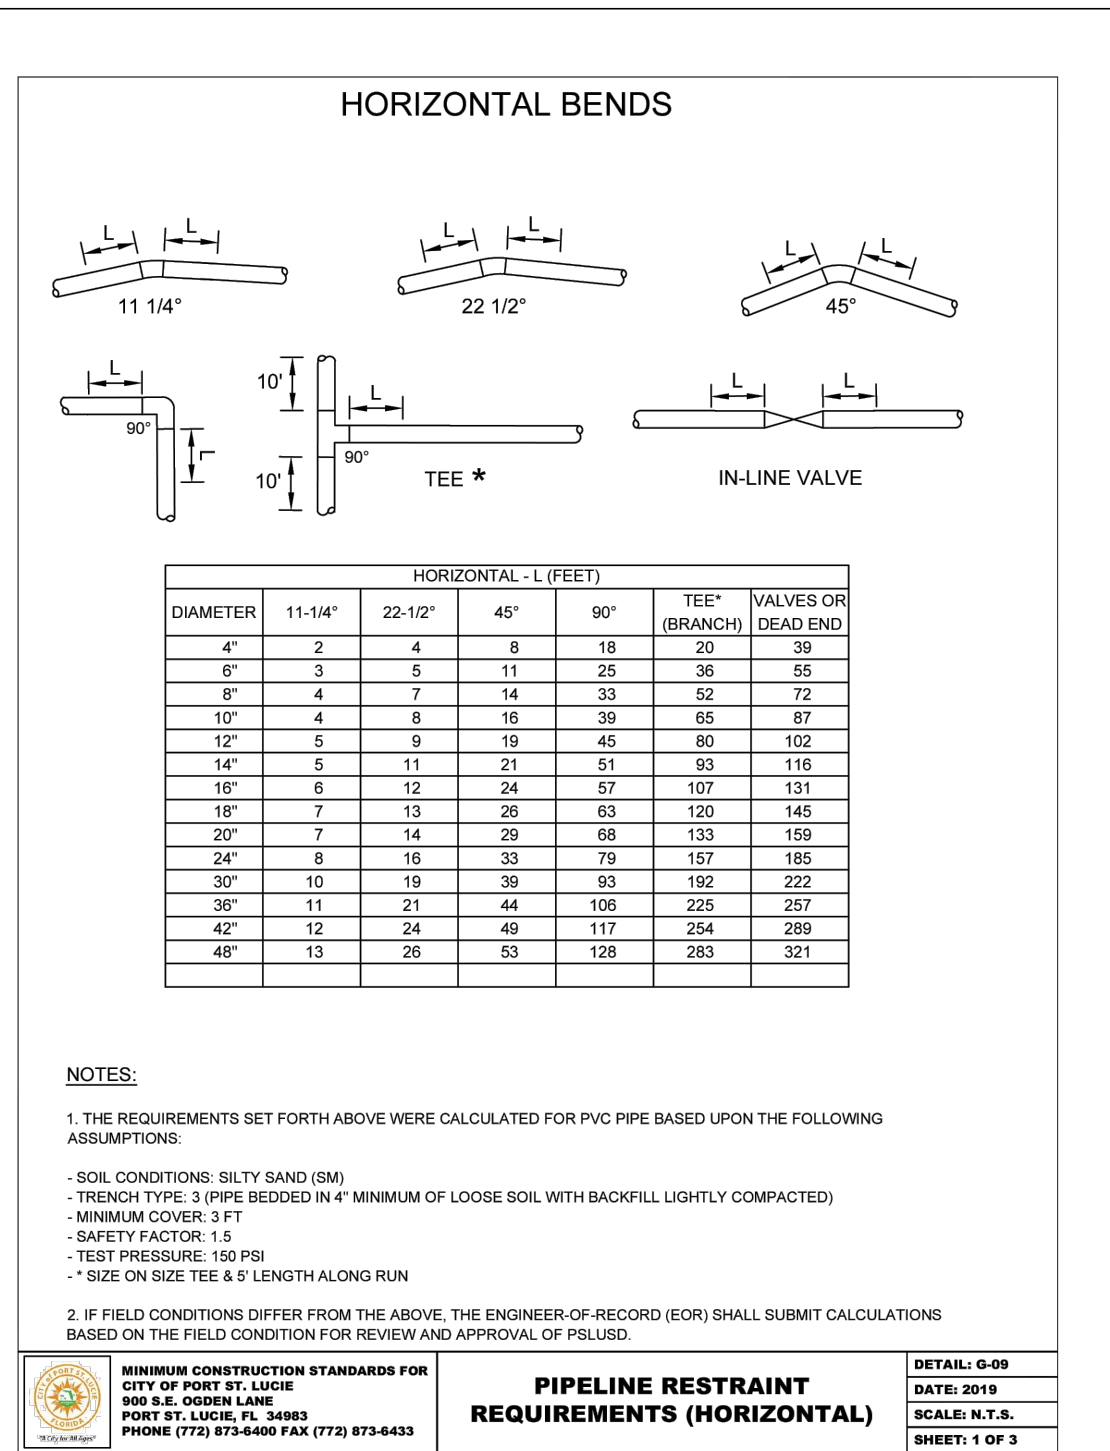 HORIZONTAL BENDS
L L
11 1/4°
L L
22 1/2°
L L
45°
L
90°
L
10'
L
90°
10'
TEE *
L L
IN-LINE VALVE
HORIZONTAL - L (FEET)
DIAMETER 11-1/4° 22-1/2° 45° 90° TEE* (BRANCH) VALVES OR DEAD END
4" 2 4 8 18 20 39
6" 3 5 11 25 36 55
8" 4 7 14 33 52 72
10" 4 8 16 39 65 87
12" 5 9 19 45 80 102
14" 5 11 21 51 93 116
16" 6 12 24 57 107 131
18" 7 13 26 63 120 145
20" 7 14 29 68 133 159
24" 8 16 33 79 157 185
30" 10 19 39 93 192 222
36" 11 21 44 106 225 257
42" 12 24 49 117 254 289
48" 13 26 53 128 283 321
NOTES:
1. THE REQUIREMENTS SET FORTH ABOVE WERE CALCULATED FOR PVC PIPE BASED UPON THE FOLLOWING
ASSUMPTIONS:
- SOIL CONDITIONS: SILTY SAND (SM)
- TRENCH TYPE: 3 (PIPE BEDDED IN 4" MINIMUM OF LOOSE SOIL WITH BACKFILL LIGHTLY COMPACTED)
- MINIMUM COVER: 3 FT
- SAFETY FACTOR: 1.5
- TEST PRESSURE: 150 PSI
- * SIZE ON SIZE TEE & 5' LENGTH ALONG RUN
2. IF FIELD CONDITIONS DIFFER FROM THE ABOVE, THE ENGINEER-OF-RECORD (EOR) SHALL SUBMIT CALCULATIONS
BASED ON THE FIELD CONDITION FOR REVIEW AND APPROVAL OF PSLUSD.
CITY OF PORT ST. LUCIE
FLORIDA
"A City for All Ages"
MINIMUM CONSTRUCTION STANDARDS FOR
CITY OF PORT ST. LUCIE
900 S.E. OGDEN LANE
PORT ST. LUCIE, FL 34983
PHONE (772) 873-6400 FAX (772) 873-6433
PIPELINE RESTRAINT
REQUIREMENTS (HORIZONTAL)
DETAIL: G-09
DATE: 2019
SCALE: N.T.S.
SHEET: 1 OF 3